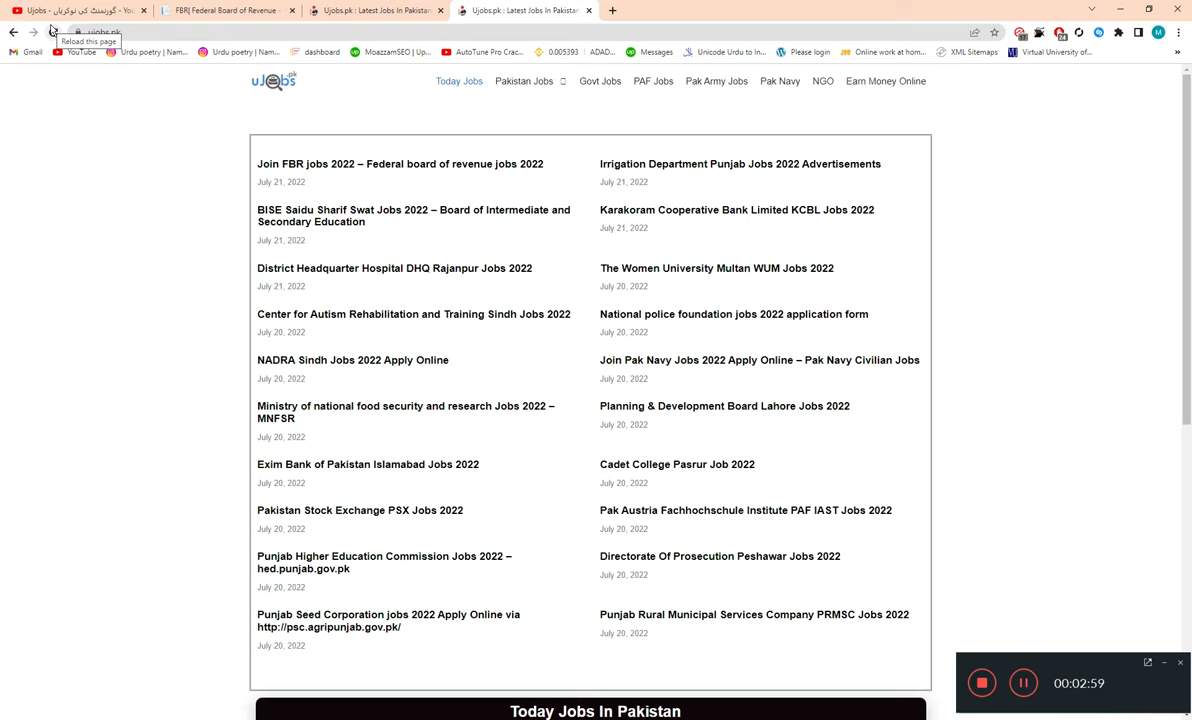 Ujobs - گورنمنٹ کی نوکریاں - You
FBR| Federal Board of Revenue -
Ujobs.pk : Latest Jobs In Pakistan
Ujobs.pk : Latest Jobs In Pakistan
ujobs.pk
Reload this page
Gmail
YouTube
Urdu poetry | Nam...
Urdu poetry | Nam...
dashboard
MoazzamSEO | Up...
AutoTune Pro Crac...
0.005393 | ADAD...
Messages
Unicode Urdu to In...
Please login
Online work at hom...
XML Sitemaps
Virtual University of...
uJobs.pk
Today Jobs
Pakistan Jobs
Govt Jobs
PAF Jobs
Pak Army Jobs
Pak Navy
NGO
Earn Money Online
Join FBR jobs 2022 – Federal board of revenue jobs 2022
July 21, 2022
Irrigation Department Punjab Jobs 2022 Advertisements
July 21, 2022
BISE Saidu Sharif Swat Jobs 2022 – Board of Intermediate and
Secondary Education
July 21, 2022
Karakoram Cooperative Bank Limited KCBL Jobs 2022
July 21, 2022
District Headquarter Hospital DHQ Rajanpur Jobs 2022
July 21, 2022
The Women University Multan WUM Jobs 2022
July 20, 2022
Center for Autism Rehabilitation and Training Sindh Jobs 2022
July 20, 2022
National police foundation jobs 2022 application form
July 20, 2022
NADRA Sindh Jobs 2022 Apply Online
July 20, 2022
Join Pak Navy Jobs 2022 Apply Online – Pak Navy Civilian Jobs
July 20, 2022
Ministry of national food security and research Jobs 2022 –
MNFSR
July 20, 2022
Planning & Development Board Lahore Jobs 2022
July 20, 2022
Exim Bank of Pakistan Islamabad Jobs 2022
July 20, 2022
Cadet College Pasrur Job 2022
July 20, 2022
Pakistan Stock Exchange PSX Jobs 2022
July 20, 2022
Pak Austria Fachhochschule Institute PAF IAST Jobs 2022
July 20, 2022
Punjab Higher Education Commission Jobs 2022 –
hed.punjab.gov.pk
July 20, 2022
Directorate Of Prosecution Peshawar Jobs 2022
July 20, 2022
Punjab Seed Corporation jobs 2022 Apply Online via
http://psc.agripunjab.gov.pk/
July 20, 2022
Punjab Rural Municipal Services Company PRMSC Jobs 2022
July 20, 2022
Today Jobs In Pakistan
00:02:59